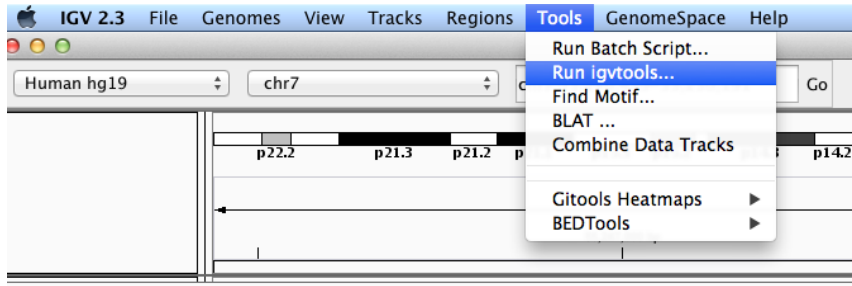 IGV 2.3 File Genomes View Tracks Regions Tools GenomeSpace Help
Run Batch Script...
Human hg19 chr7 Run igvtools... Go
Find Motif...
BLAT ...
Combine Data Tracks
p22.2 p21.3 p21.2 p14.2
Gitools Heatmaps
BEDTools